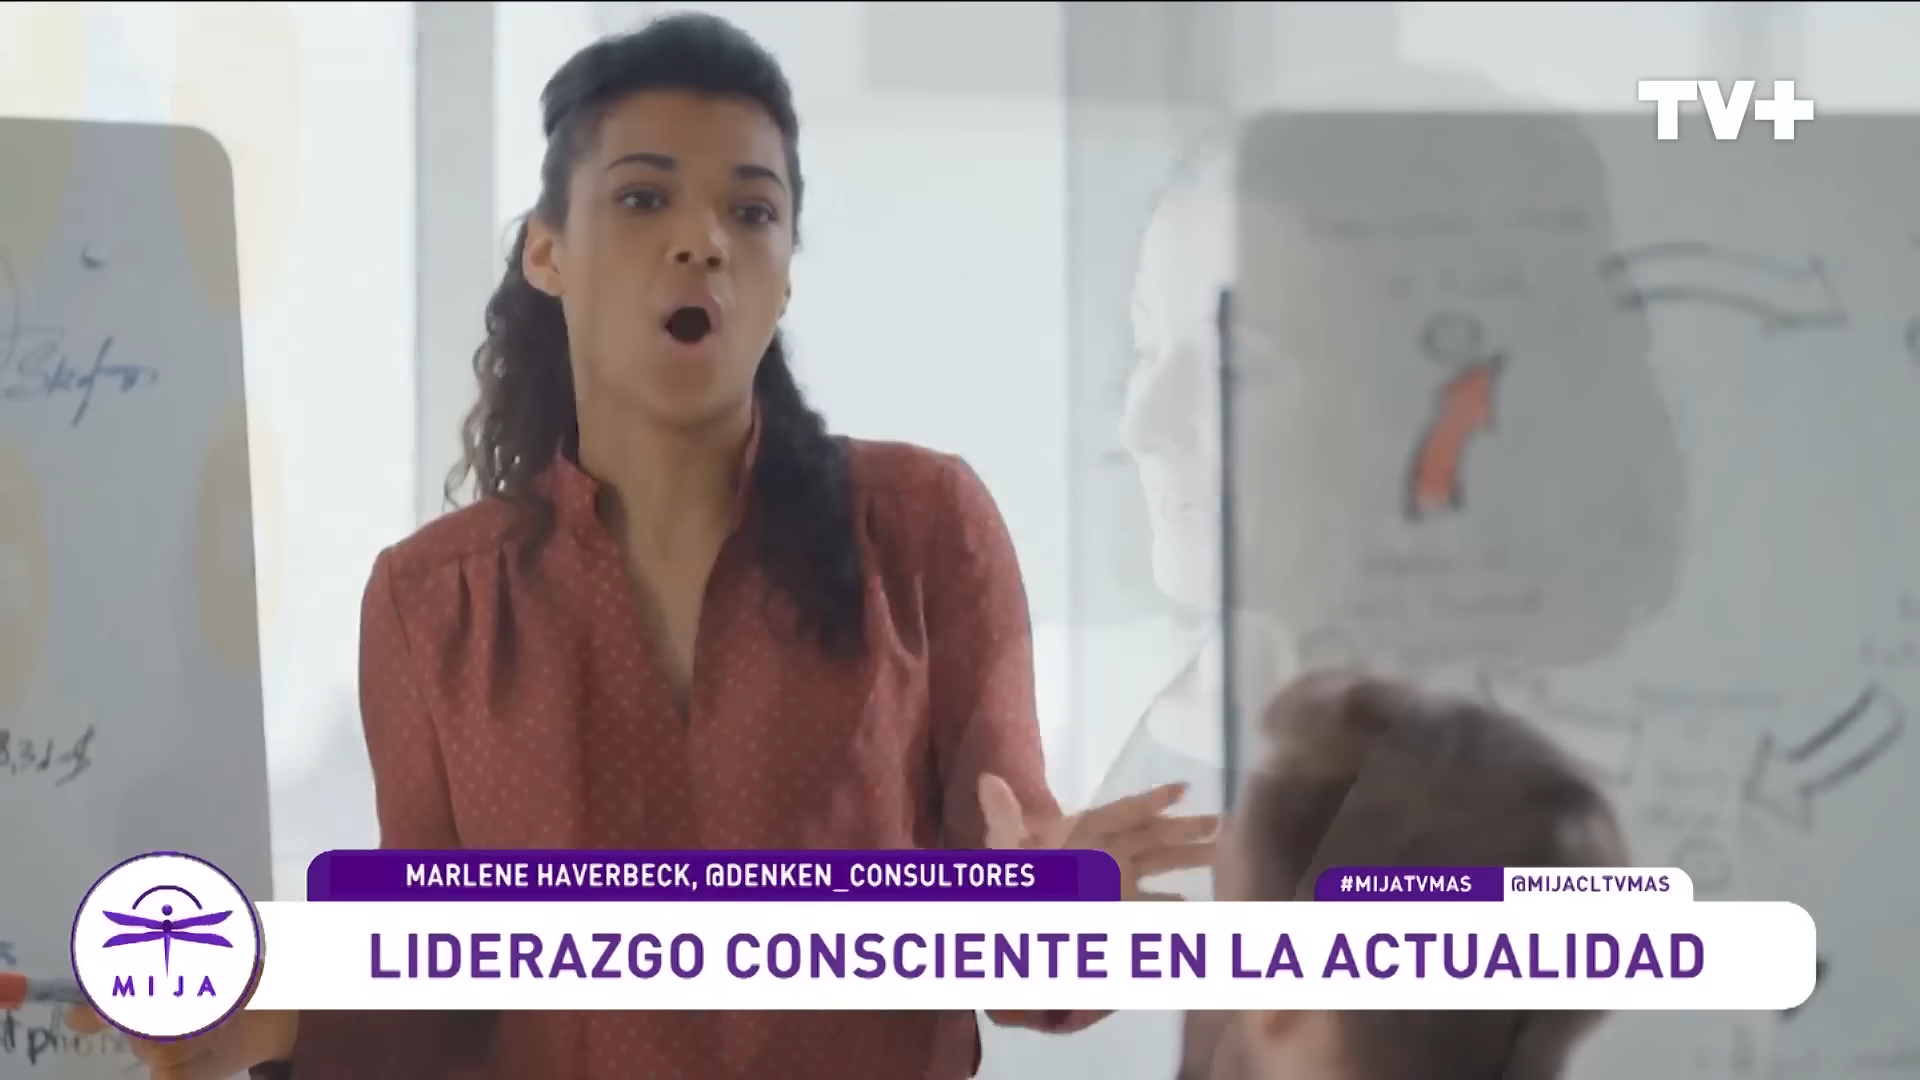 TV+
MARLENE HAVERBECK, @DENKEN_CONSULTORES
#MIJATVMAS @MIJACLTVMAS
LIDERAZGO CONSCIENTE EN LA ACTUALIDAD
MIJA